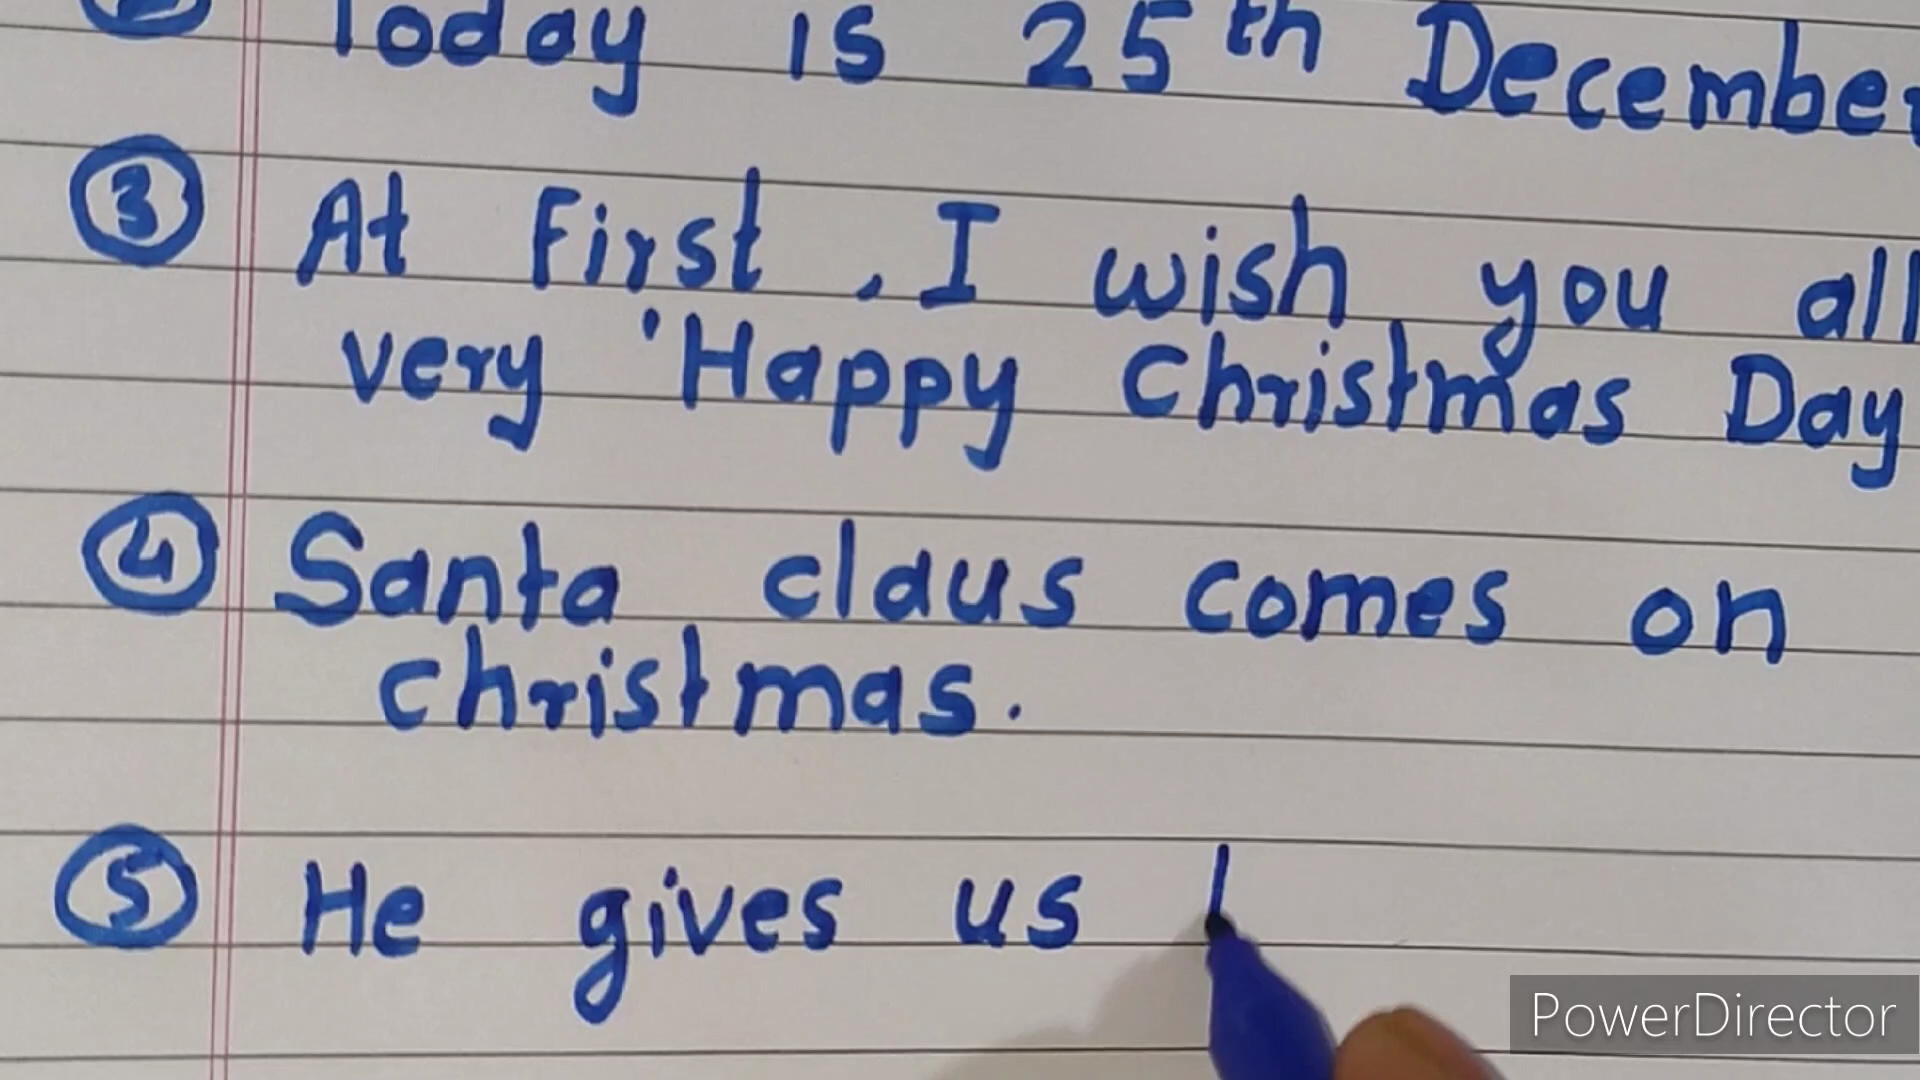 Today is 25th December
③ At First, I wish you all
very 'Happy Christmas Day
④ Santa claus comes on
christmas.
⑤ He gives us
PowerDirector